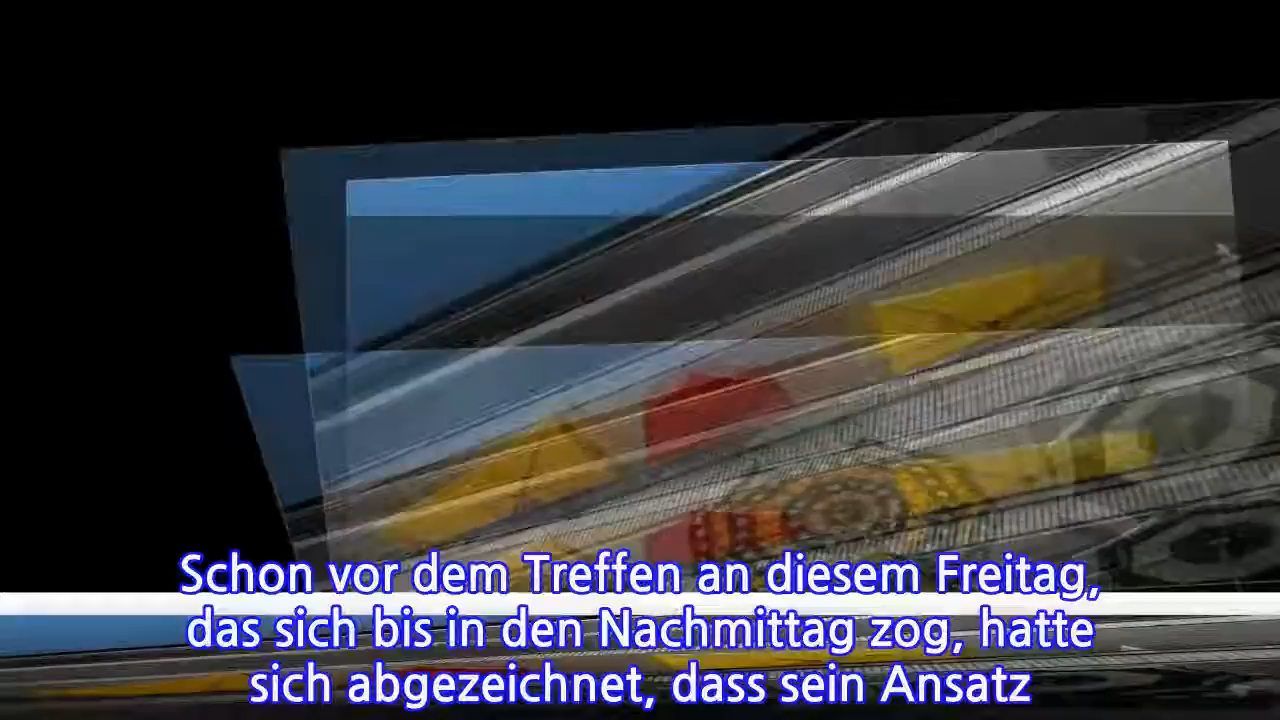 Schon vor dem Treffen an diesem Freitag,
das sich bis in den Nachmittag zog, hatte
sich abgezeichnet, dass sein Ansatz